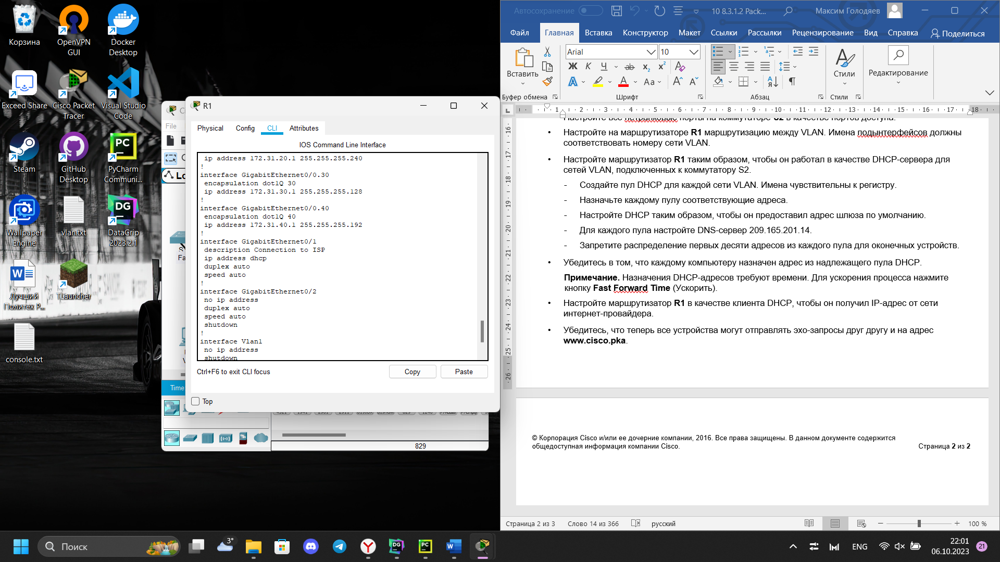 Корзина
OpenVPN
GUI
Docker
Desktop
Exceed Share
Cisco Packet
Tracer
Visual Studio
Code
Steam
GitHub
Desktop
PyCharm
Communi...
Wallpaper
Engine
vlan.txt
DataGrip
2023.2.1
Лучший
Политех Р...
TLauncher
console.txt
File
R1
Physical
Config
CLI
Attributes
IOS Command Line Interface
ip address 172.31.20.1 255.255.255.240
!
interface GigabitEthernet0/0.30
encapsulation dot1Q 30
ip address 172.31.30.1 255.255.255.128
!
interface GigabitEthernet0/0.40
encapsulation dot1Q 40
ip address 172.31.40.1 255.255.255.192
!
interface GigabitEthernet0/1
description Connection to ISP
ip address dhcp
duplex auto
speed auto
!
interface GigabitEthernet0/2
no ip address
duplex auto
speed auto
shutdown
!
interface Vlan1
no ip address
shutdown
Ctrl+F6 to exit CLI focus
Copy
Paste
Top
Time
829
Автосохранение
10 8.3.1.2 Pack...
Максим Голодяев
Файл
Главная
Вставка
Конструктор
Макет
Ссылки
Рассылки
Рецензирование
Вид
Справка
Поделиться
Вставить
Arial
10
Стили
Редактирование
Буфер обмена
Шрифт
Абзац
Стили
Настройте все нетранковые порты на коммутаторе S2 в качестве портов доступа.
• Настройте на маршрутизаторе R1 маршрутизацию между VLAN. Имена подынтерфейсов должны
соответствовать номеру сети VLAN.
• Настройте маршрутизатор R1 таким образом, чтобы он работал в качестве DHCP-сервера для
сетей VLAN, подключенных к коммутатору S2.
- Создайте пул DHCP для каждой сети VLAN. Имена чувствительны к регистру.
- Назначьте каждому пулу соответствующие адреса.
- Настройте DHCP таким образом, чтобы он предоставил адрес шлюза по умолчанию.
- Для каждого пула настройте DNS-сервер 209.165.201.14.
- Запретите распределение первых десяти адресов из каждого пула для оконечных устройств.
• Убедитесь в том, что каждому компьютеру назначен адрес из надлежащего пула DHCP.
Примечание. Назначения DHCP-адресов требуют времени. Для ускорения процесса нажмите
кнопку Fast Forward Time (Ускорить).
• Настройте маршрутизатор R1 в качестве клиента DHCP, чтобы он получил IP-адрес от сети
интернет-провайдера.
• Убедитесь, что теперь все устройства могут отправлять эхо-запросы друг другу и на адрес
www.cisco.pka.
© Корпорация Cisco и/или ее дочерние компании, 2016. Все права защищены. В данном документе содержится
общедоступная информация компании Cisco.
Страница 2 из 2
Страница 2 из 3
Слово 14 из 366
русский
100 %
Поиск
3°
ENG
22:01
06.10.2023
21